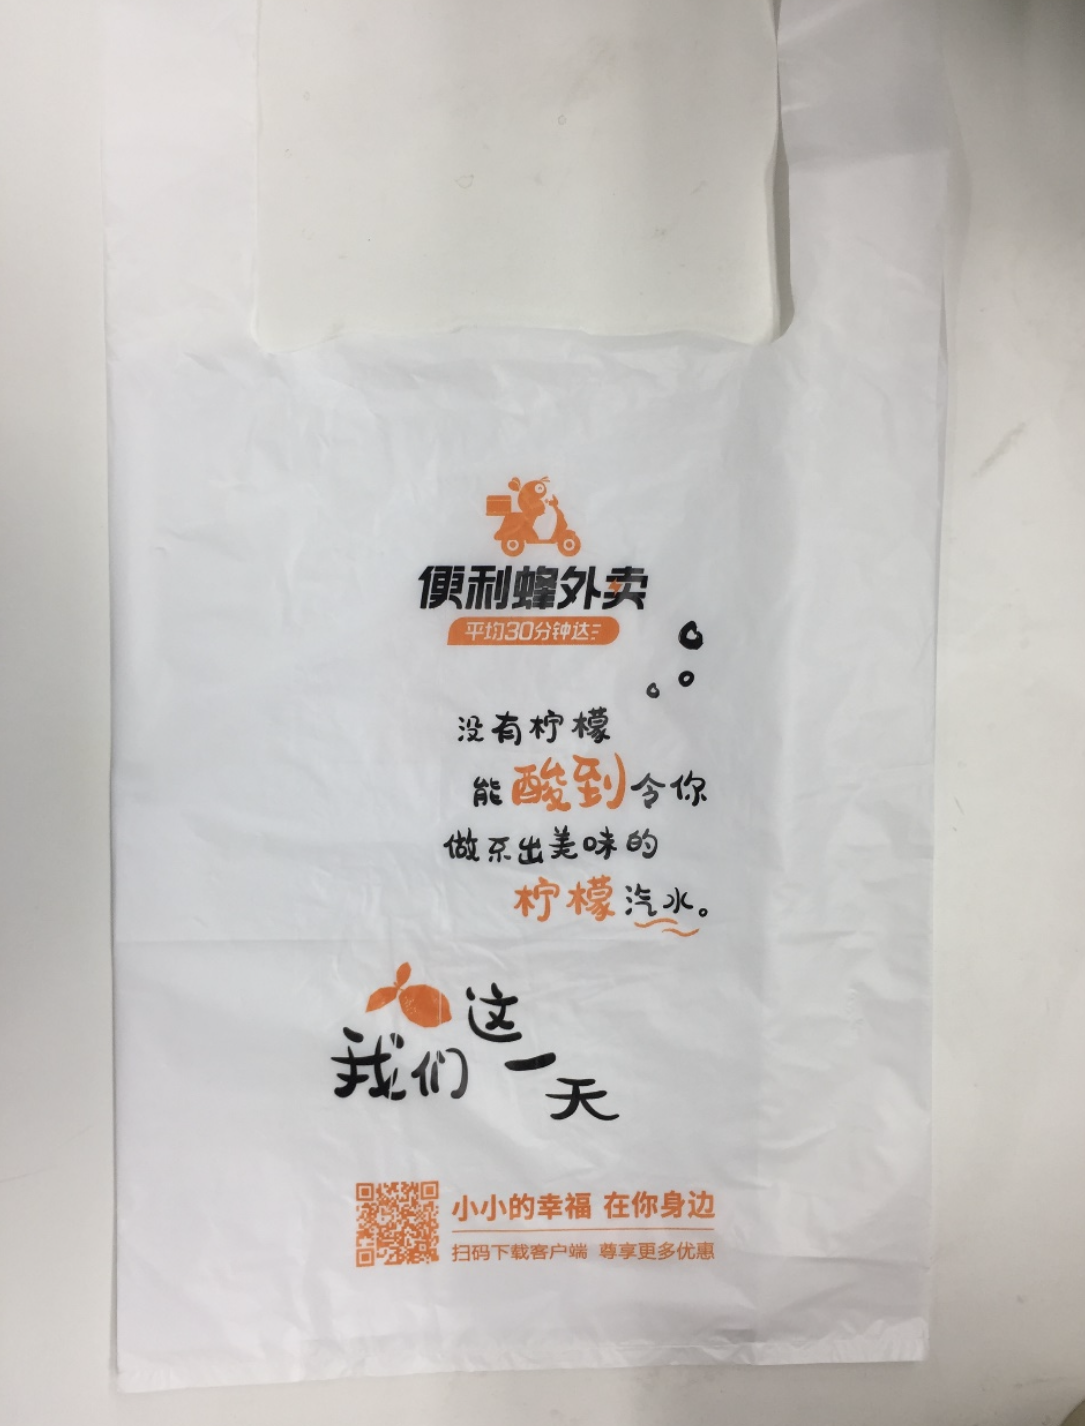 便利蜂外卖
平均30分钟达
没有柠檬
能酸到令你
做不出美味的
柠檬汽水。
我们这一天
小小的幸福 在你身边
扫码下载客户端 尊享更多优惠